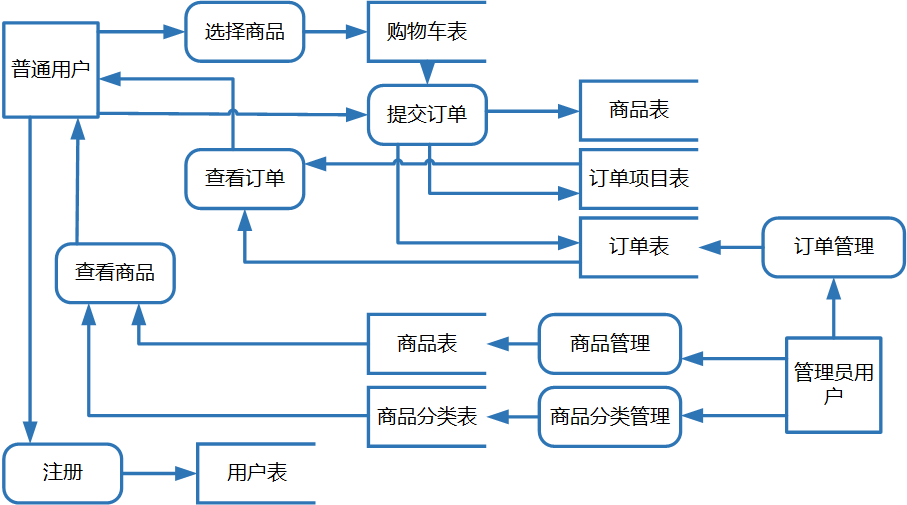 选择商品
购物车表
普通用户
提交订单
商品表
查看订单
订单项目表
订单表
订单管理
查看商品
商品表
商品管理
管理员用
户
商品分类表
商品分类管理
注册
用户表